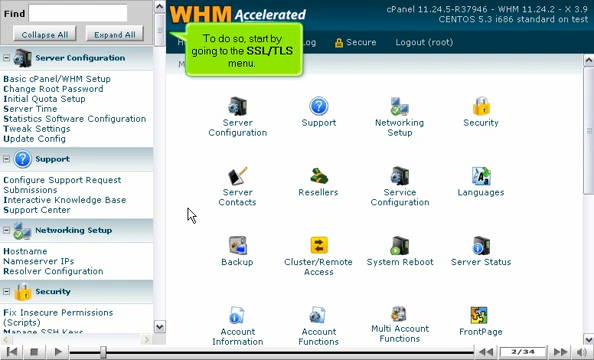 Find
Collapse All
Expand All
Server Configuration
Basic cPanel/WHM Setup
Change Root Password
Initial Quota Setup
Server Time
Statistics Software Configuration
Tweak Settings
Update Config
Support
Configure Support Request
Submissions
Interactive Knowledge Base
Support Center
Networking Setup
Hostname
Nameserver IPs
Resolver Configuration
Security
Fix Insecure Permissions
(Scripts)
Manage SSH Keys
WHM Accelerated
cPanel 11.24.5-R37946 - WHM 11.24.2 - X 3.9
CENTOS 5.3 i686 standard on test
Secure
Logout (root)
To do so, start by
going to the SSL/TLS
menu.
Server
Configuration
Support
Networking
Setup
Security
Server
Contacts
Resellers
Service
Configuration
Languages
Backup
Cluster/Remote
Access
System Reboot
Server Status
Account
Information
Account
Functions
Multi Account
Functions
FrontPage
2/34